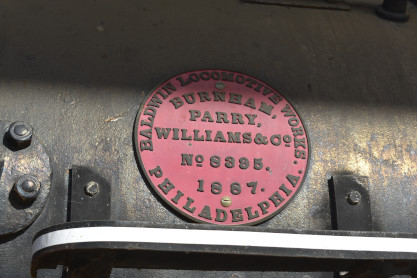 BALDWIN LOCOMOTIVE WORKS.
BURNHAM,
PARRY,
WILLIAMS & Co.
No 8395.
1887.
PHILADELPHIA.